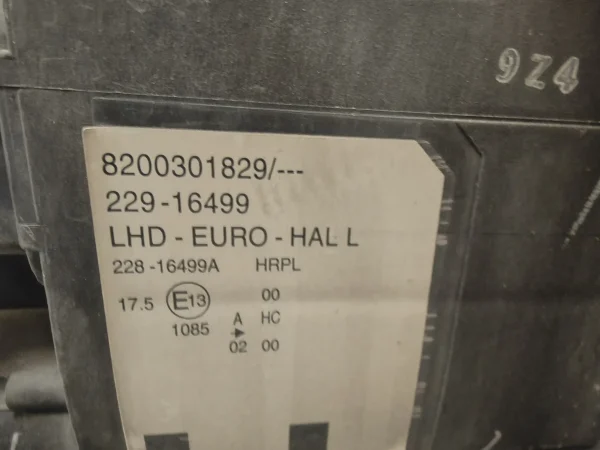 9Z4
8200301829/---
229-16499
LHD - EURO - HAL L
228-16499A HRPL
17.5 E13 00
1085 A HC
02 00